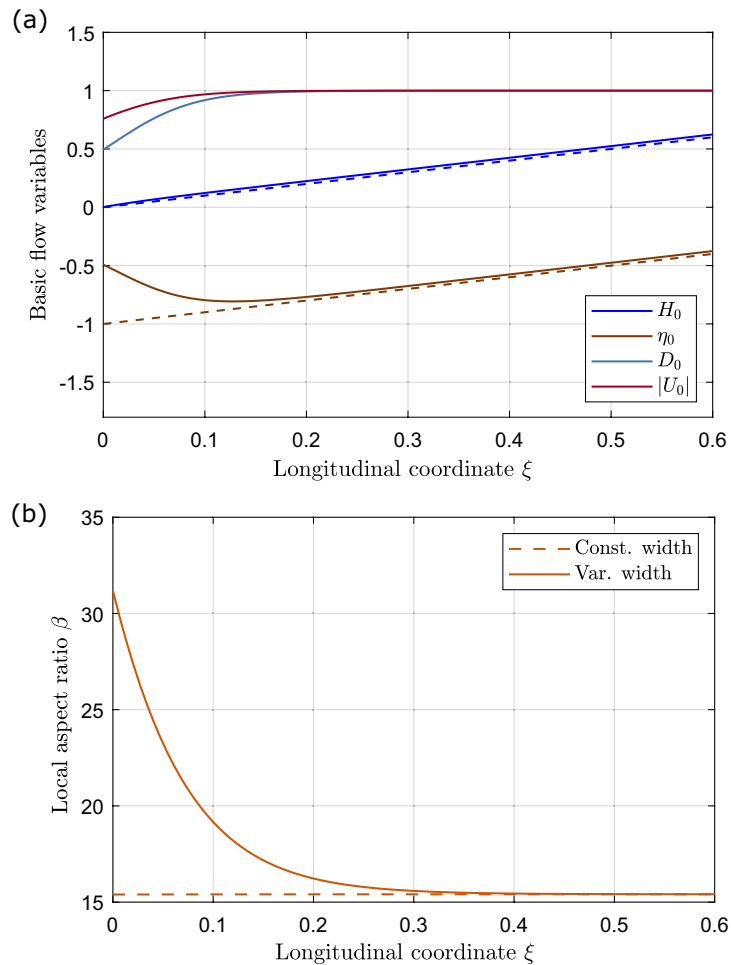 (a)
1.5
1
0.5
0
-0.5
-1
-1.5
Basic flow variables
H₀
η₀
D₀
|U₀|
0 0.1 0.2 0.3 0.4 0.5 0.6
Longitudinal coordinate ξ
(b)
35
30
25
20
15
Local aspect ratio β
Const. width
Var. width
0 0.1 0.2 0.3 0.4 0.5 0.6
Longitudinal coordinate ξ